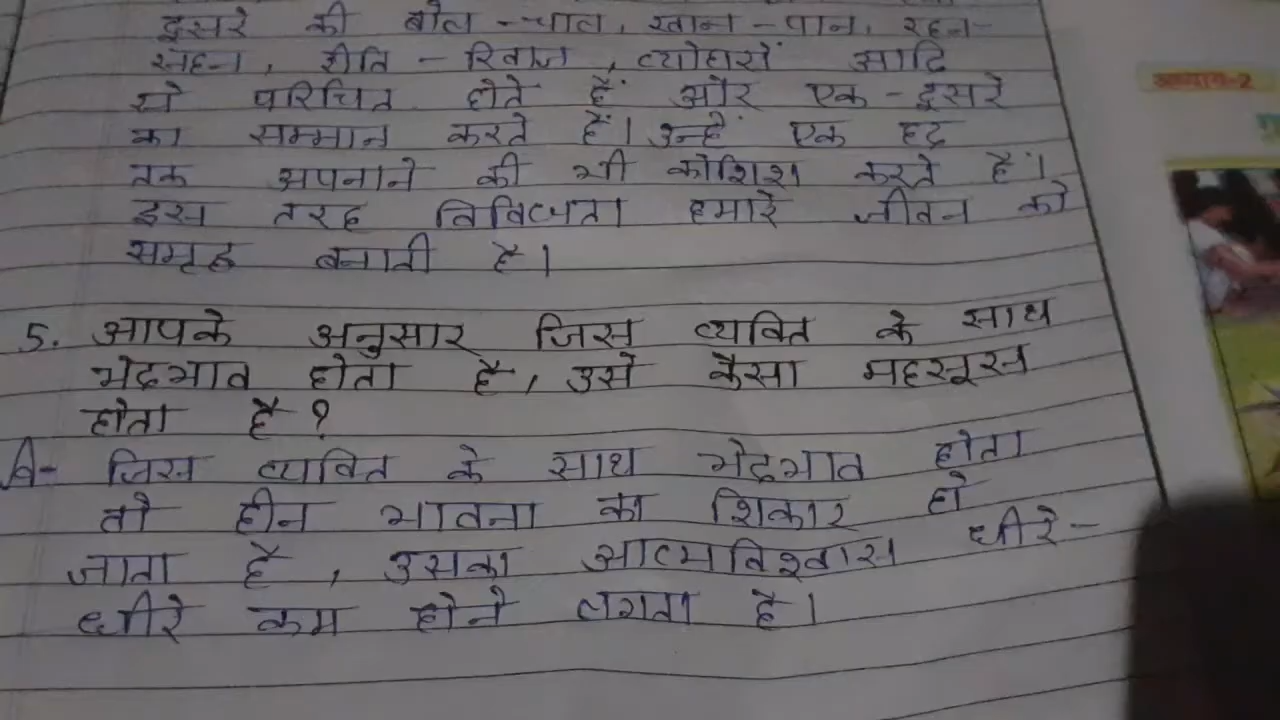 दूसरे की बोल-चाल, खान-पान, रहन-
सहन, रीति-रिवाज, त्योहारों आदि
से परिचित होते हैं और एक-दूसरे
का सम्मान करते हैं। उन्हें एक हद
तक अपनाने की भी कोशिश करते हैं।
इस तरह विविधता हमारे जीवन को
समृद्ध बनाती है।
5. आपके अनुसार जिस व्यक्ति के साथ
भेदभाव होता है, उसे कैसा महसूस
होता है?
A- जिस व्यक्ति के साथ भेदभाव होता
तो हीन भावना का शिकार हो
जाता है, उसका आत्मविश्वास धीरे-
धीरे कम होने लगता है।
अध्याय-2